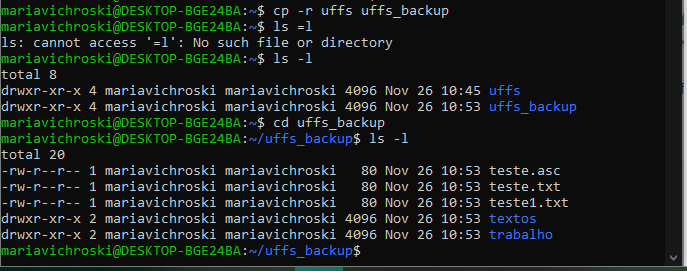 mariavichroski@DESKTOP-BGE24BA:~$ cp -r uffs uffs_backup
mariavichroski@DESKTOP-BGE24BA:~$ ls =l
ls: cannot access '=l': No such file or directory
mariavichroski@DESKTOP-BGE24BA:~$ ls -l
total 8
drwxr-xr-x 4 mariavichroski mariavichroski 4096 Nov 26 10:45 uffs
drwxr-xr-x 4 mariavichroski mariavichroski 4096 Nov 26 10:53 uffs_backup
mariavichroski@DESKTOP-BGE24BA:~$ cd uffs_backup
mariavichroski@DESKTOP-BGE24BA:~/uffs_backup$ ls -l
total 20
-rw-r--r-- 1 mariavichroski mariavichroski   80 Nov 26 10:53 teste.asc
-rw-r--r-- 1 mariavichroski mariavichroski   80 Nov 26 10:53 teste.txt
-rw-r--r-- 1 mariavichroski mariavichroski   80 Nov 26 10:53 teste1.txt
drwxr-xr-x 2 mariavichroski mariavichroski 4096 Nov 26 10:53 textos
drwxr-xr-x 2 mariavichroski mariavichroski 4096 Nov 26 10:53 trabalho
mariavichroski@DESKTOP-BGE24BA:~/uffs_backup$